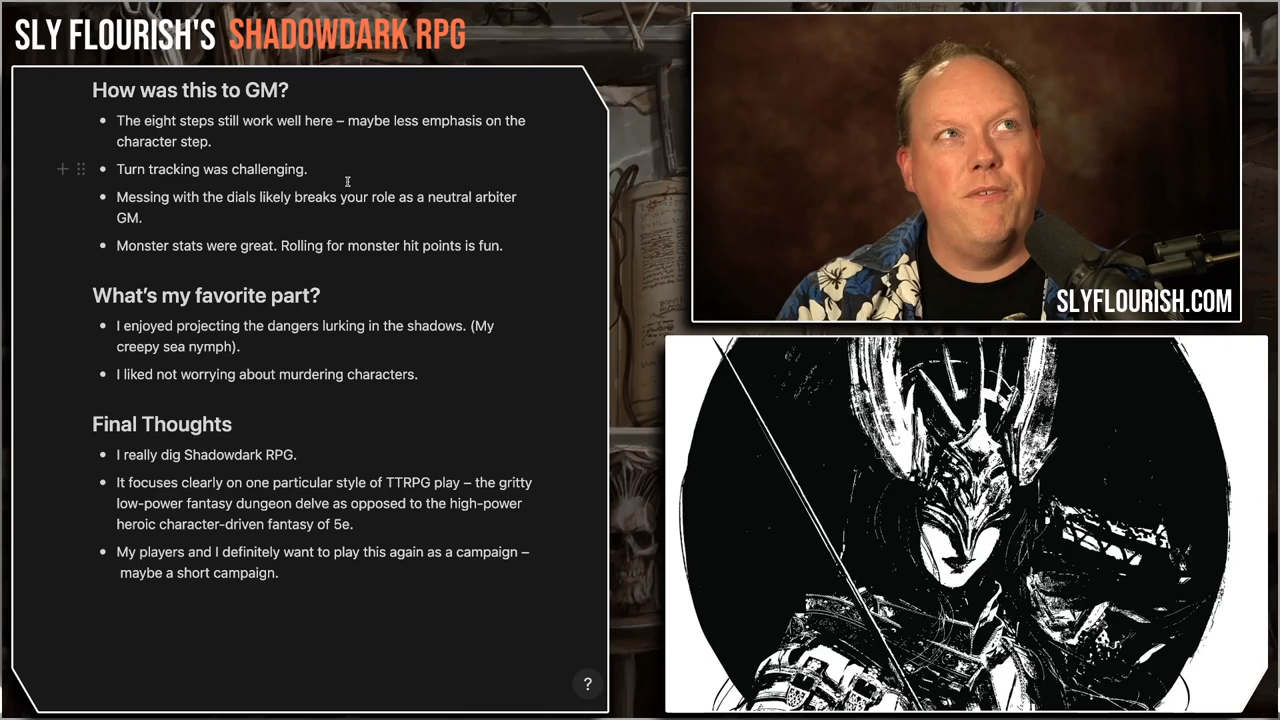 SLY FLOURISH'S SHADOWDARK RPG
How was this to GM?
The eight steps still work well here – maybe less emphasis on the
character step.
Turn tracking was challenging.
Messing with the dials likely breaks your role as a neutral arbiter
GM.
Monster stats were great. Rolling for monster hit points is fun.
What's my favorite part?
I enjoyed projecting the dangers lurking in the shadows. (My
creepy sea nymph).
I liked not worrying about murdering characters.
Final Thoughts
I really dig Shadowdark RPG.
It focuses clearly on one particular style of TTRPG play – the gritty
low-power fantasy dungeon delve as opposed to the high-power
heroic character-driven fantasy of 5e.
My players and I definitely want to play this again as a campaign –
maybe a short campaign.
?
SLYFLOURISH.COM